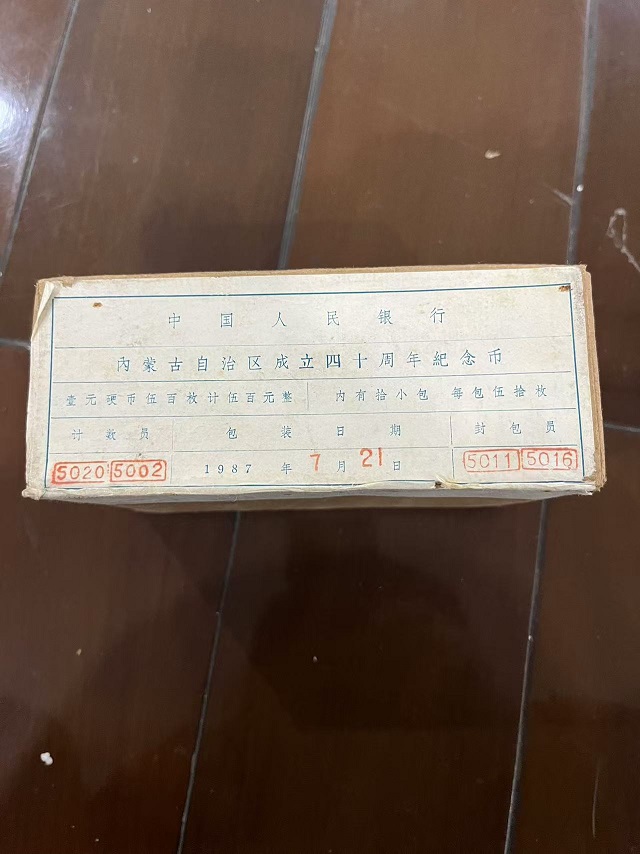 中国人民银行
內蒙古自治区成立四十周年紀念币
壹元硬币伍百枚计伍百元整 内有拾小包 每包伍拾枚
计数员 包装日期 封包员
5020 5002 1987年7月21日 5011 5016